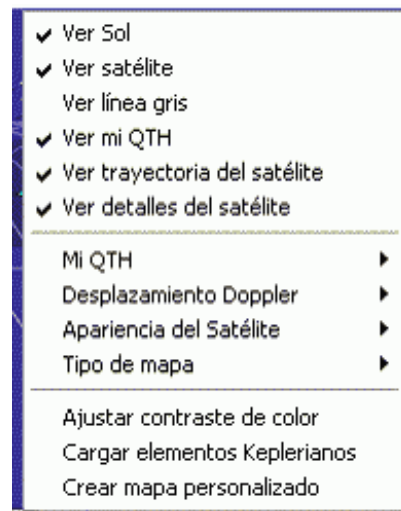 Ver Sol
Ver satélite
Ver línea gris
Ver mi QTH
Ver trayectoria del satélite
Ver detalles del satélite
Mi QTH
Desplazamiento Doppler
Apariencia del Satélite
Tipo de mapa
Ajustar contraste de color
Cargar elementos Keplerianos
Crear mapa personalizado